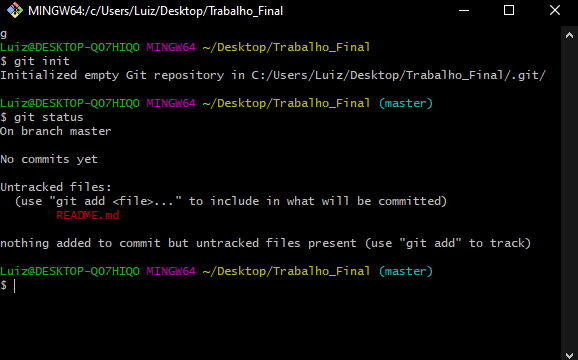 MINGW64:/c/Users/Luiz/Desktop/Trabalho_Final
g
Luiz@DESKTOP-QO7HIQO MINGW64 ~/Desktop/Trabalho_Final
$ git init
Initialized empty Git repository in C:/Users/Luiz/Desktop/Trabalho_Final/.git/
Luiz@DESKTOP-QO7HIQO MINGW64 ~/Desktop/Trabalho_Final (master)
$ git status
On branch master
No commits yet
Untracked files:
(use "git add <file>..." to include in what will be committed)
README.md
nothing added to commit but untracked files present (use "git add" to track)
Luiz@DESKTOP-QO7HIQO MINGW64 ~/Desktop/Trabalho_Final (master)
$